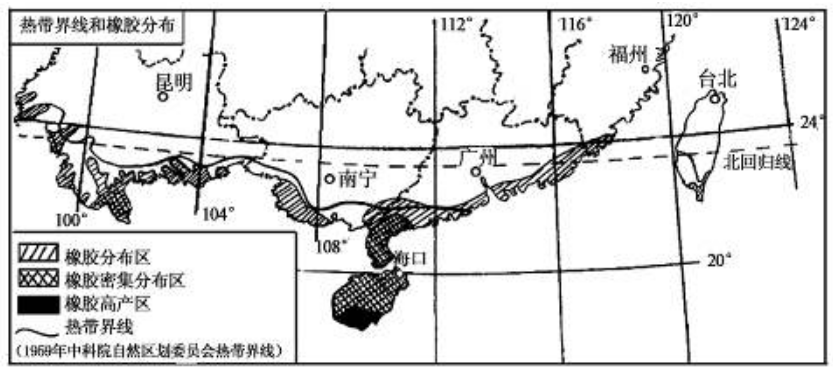 热带界线和橡胶分布
112°
116°
120°
124°
福州
昆明
台北
24°
广州
北回归线
南宁
100°
104°
108°
海口
20°
橡胶分布区
橡胶密集分布区
橡胶高产区
热带界线
(1959年中科院自然区划委员会热带界线)